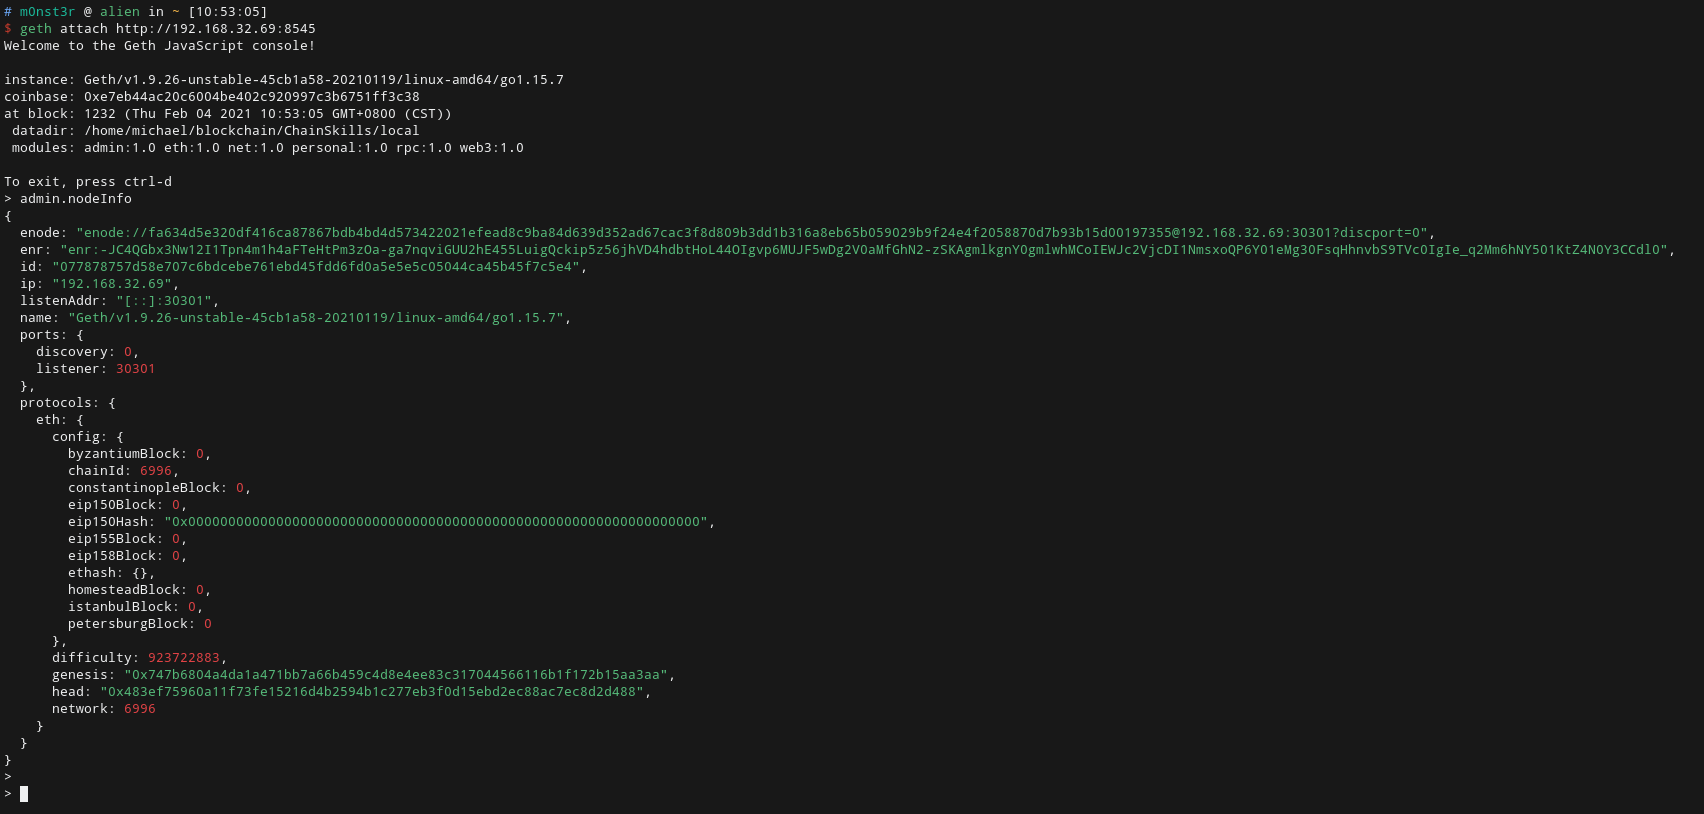 # m0nst3r @ alien in ~ [10:53:05]
$ geth attach http://192.168.32.69:8545
Welcome to the Geth JavaScript console!
instance: Geth/v1.9.26-unstable-45cb1a58-20210119/linux-amd64/go1.15.7
coinbase: 0xe7eb44ac20c6004be402c920997c3b6751ff3c38
at block: 1232 (Thu Feb 04 2021 10:53:05 GMT+0800 (CST))
datadir: /home/michael/blockchain/ChainSkills/local
modules: admin:1.0 eth:1.0 net:1.0 personal:1.0 rpc:1.0 web3:1.0
To exit, press ctrl-d
> admin.nodeInfo
{
enode: "enode://fa634d5e320df416ca87867bdb4bd4d573422021efead8c9ba84d639d352ad67cac3f8d809b3dd1b316a8eb65b059029b9f24e4f2058870d7b93b15d00197355@192.168.32.69:30301?discport=0",
enr: "enr:-JC4QGbx3Nw12I1Tpn4m1h4aFTeHtPm3zOa-ga7nqviGUU2hE455LuigQckip5z56jhVD4hdbtHoL44OIgvp6MUJF5wDg2V0aMfGhN2-zSKAgmlkgnY0gmlwhMCoIEWJc2VjcDI1NmsxoQP6Y01eMg30FsqHhnvbS9TVc0IgIe_q2Mm6hNY501KtZ4N0Y3CCdl0",
id: "077878757d58e707c6bdcebe761ebd45fdd6fd0a5e5e5c05044ca45b45f7c5e4",
ip: "192.168.32.69",
listenAddr: "[::]:30301",
name: "Geth/v1.9.26-unstable-45cb1a58-20210119/linux-amd64/go1.15.7",
ports: {
discovery: 0,
listener: 30301
},
protocols: {
eth: {
config: {
byzantiumBlock: 0,
chainId: 6996,
constantinopleBlock: 0,
eip150Block: 0,
eip150Hash: "0x0000000000000000000000000000000000000000000000000000000000000000",
eip155Block: 0,
eip158Block: 0,
ethash: {},
homesteadBlock: 0,
istanbulBlock: 0,
petersburgBlock: 0
},
difficulty: 923722883,
genesis: "0x747b6804a4da1a471bb7a66b459c4d8e4ee83c317044566116b1f172b15aa3aa",
head: "0x483ef75960a11f73fe15216d4b2594b1c277eb3f0d15ebd2ec88ac7ec8d2d488",
network: 6996
}
}
}
>
>